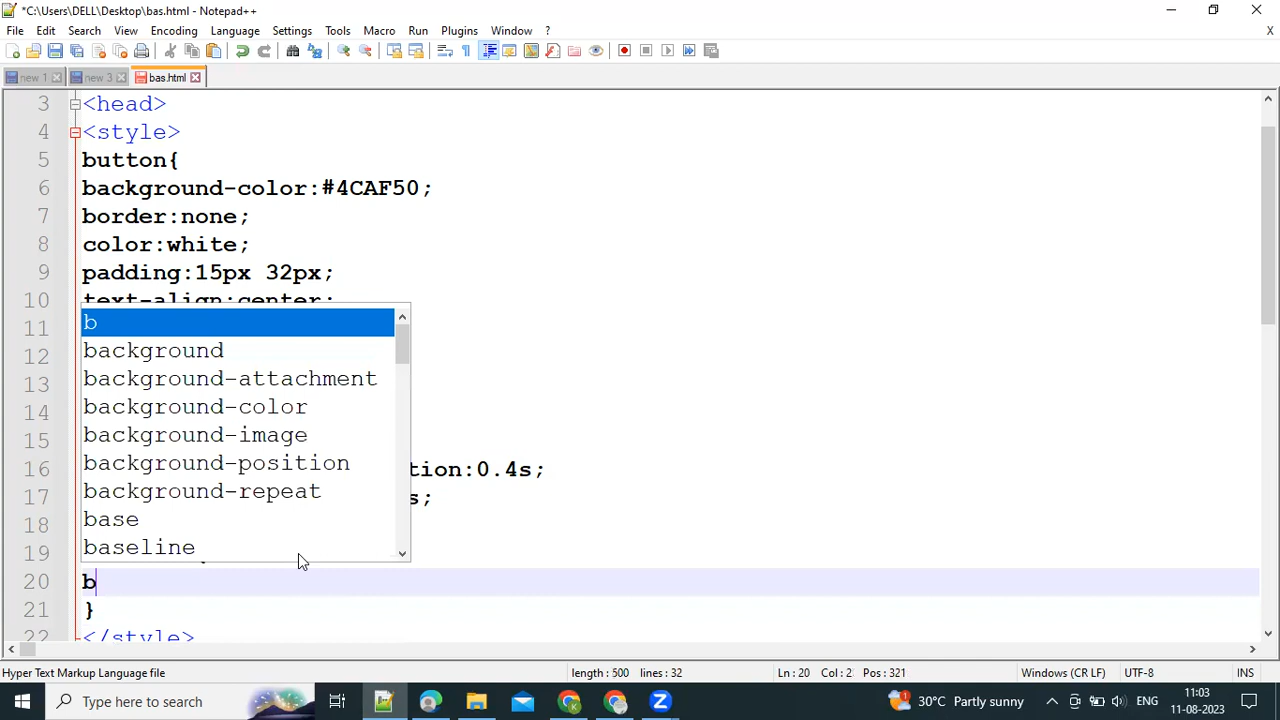 *C:\Users\DELL\Desktop\bas.html - Notepad++
File Edit Search View Encoding Language Settings Tools Macro Run Plugins Window ? X
new 1 new 3 bas.html
3 <head>
4 <style>
5 button{
6 background-color:#4CAF50;
7 border:none;
8 color:white;
9 padding:15px 32px;
10 text-align:center;
11 b
12 background
13 background-attachment
14 background-color
15 background-image
16 background-position tion:0.4s;
17 background-repeat s;
18 base
19 baseline
20 b
21 }
22 </style>
Hyper Text Markup Language file length : 500 lines : 32 Ln : 20 Col : 2 Pos : 321 Windows (CR LF) UTF-8 INS
Type here to search 30°C Partly sunny ENG 11:03
11-08-2023